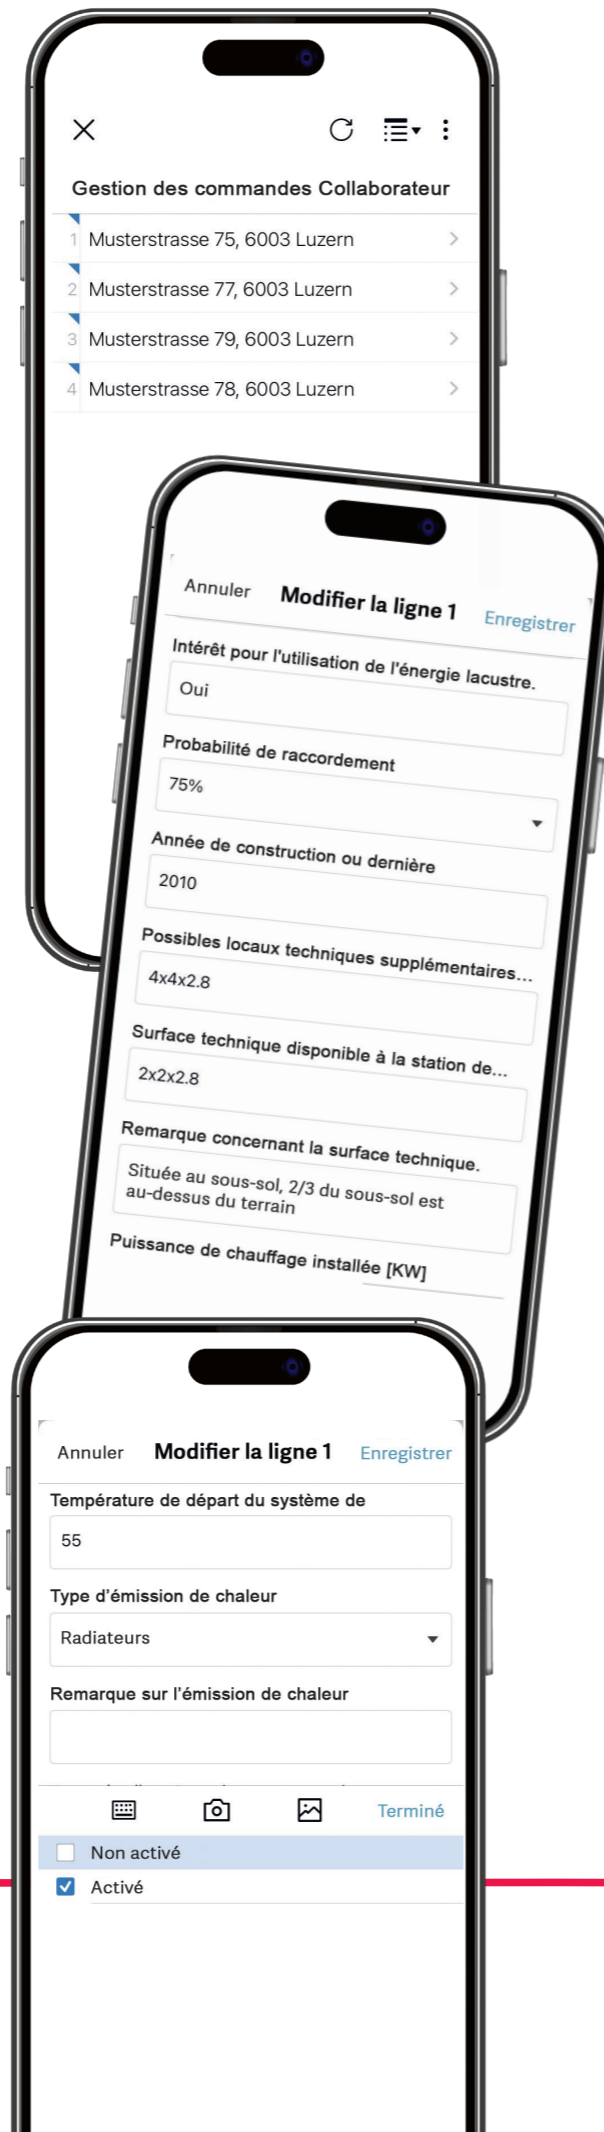 Gestion des commandes Collaborateur
1 Musterstrasse 75, 6003 Luzern
2 Musterstrasse 77, 6003 Luzern
3 Musterstrasse 79, 6003 Luzern
4 Musterstrasse 78, 6003 Luzern
Annuler Modifier la ligne 1 Enregistrer
Intérêt pour l'utilisation de l'énergie lacustre.
Oui
Probabilité de raccordement
75%
Année de construction ou dernière
2010
Possibles locaux techniques supplémentaires...
4x4x2.8
Surface technique disponible à la station de...
2x2x2.8
Remarque concernant la surface technique.
Située au sous-sol, 2/3 du sous-sol est
au-dessus du terrain
Puissance de chauffage installée [KW]
Annuler Modifier la ligne 1 Enregistrer
Température de départ du système de
55
Type d'émission de chaleur
Radiateurs
Remarque sur l'émission de chaleur
Terminé
Non activé
Activé